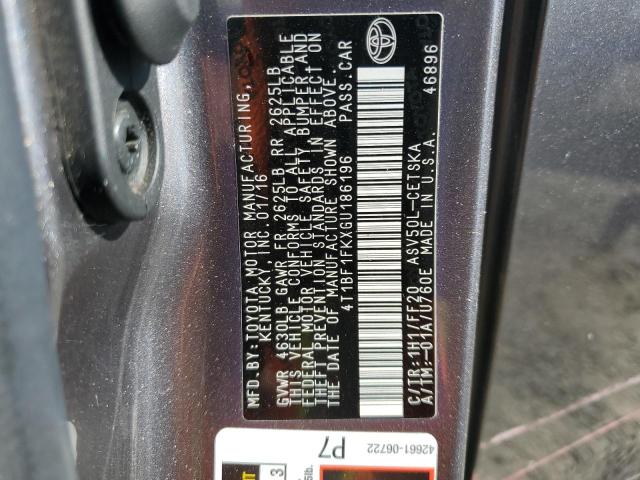 MFD.BY:TOYOTA MOTOR MANUFACTURING,
KENTUCKY, INC. 01/16
GVWR 4630LB GAWR FR 2625LB RR 2625LB
THIS VEHICLE CONFORMS TO ALL APPLICABLE
FEDERAL MOTOR VEHICLE SAFETY, BUMPER AND
THEFT PREVENTION STANDARDS IN EFFECT ON
THE DATE OF MANUFACTURE SHOWN ABOVE.
4T1BF1FKXGU186196 PASS.CAR
C/TR:1H1/FF20 ASV50L-CETSKA
A/TM:-01A/U760E MADE IN U.S.A.
46896
P7
42661-06722
3